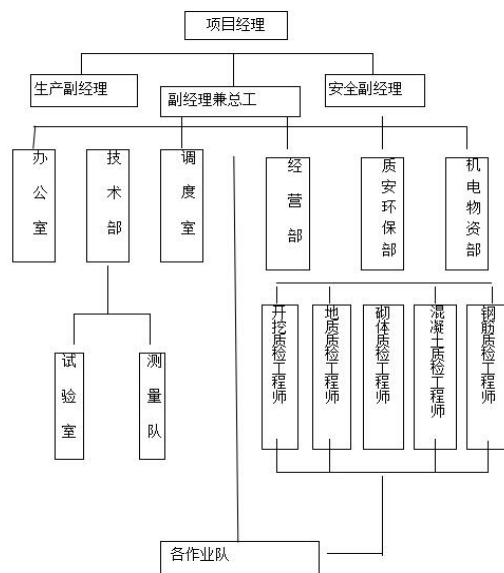 项目经理
生产副经理
副经理兼总工
安全副经理
办公室
技术部
调度室
经营部
质安环保部
机电物资部
开挖质检工程师
地质质检工程师
砌体质检工程师
混凝土质检工程师
钢筋质检工程师
试验室
测量队
各作业队